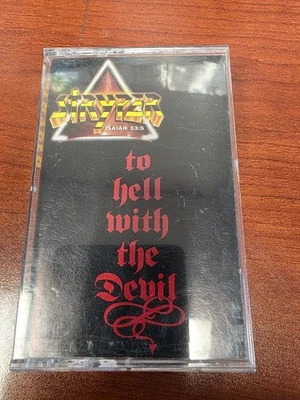 STRYPER
ISAIAH 53:5
to
hell
with
the
Devil